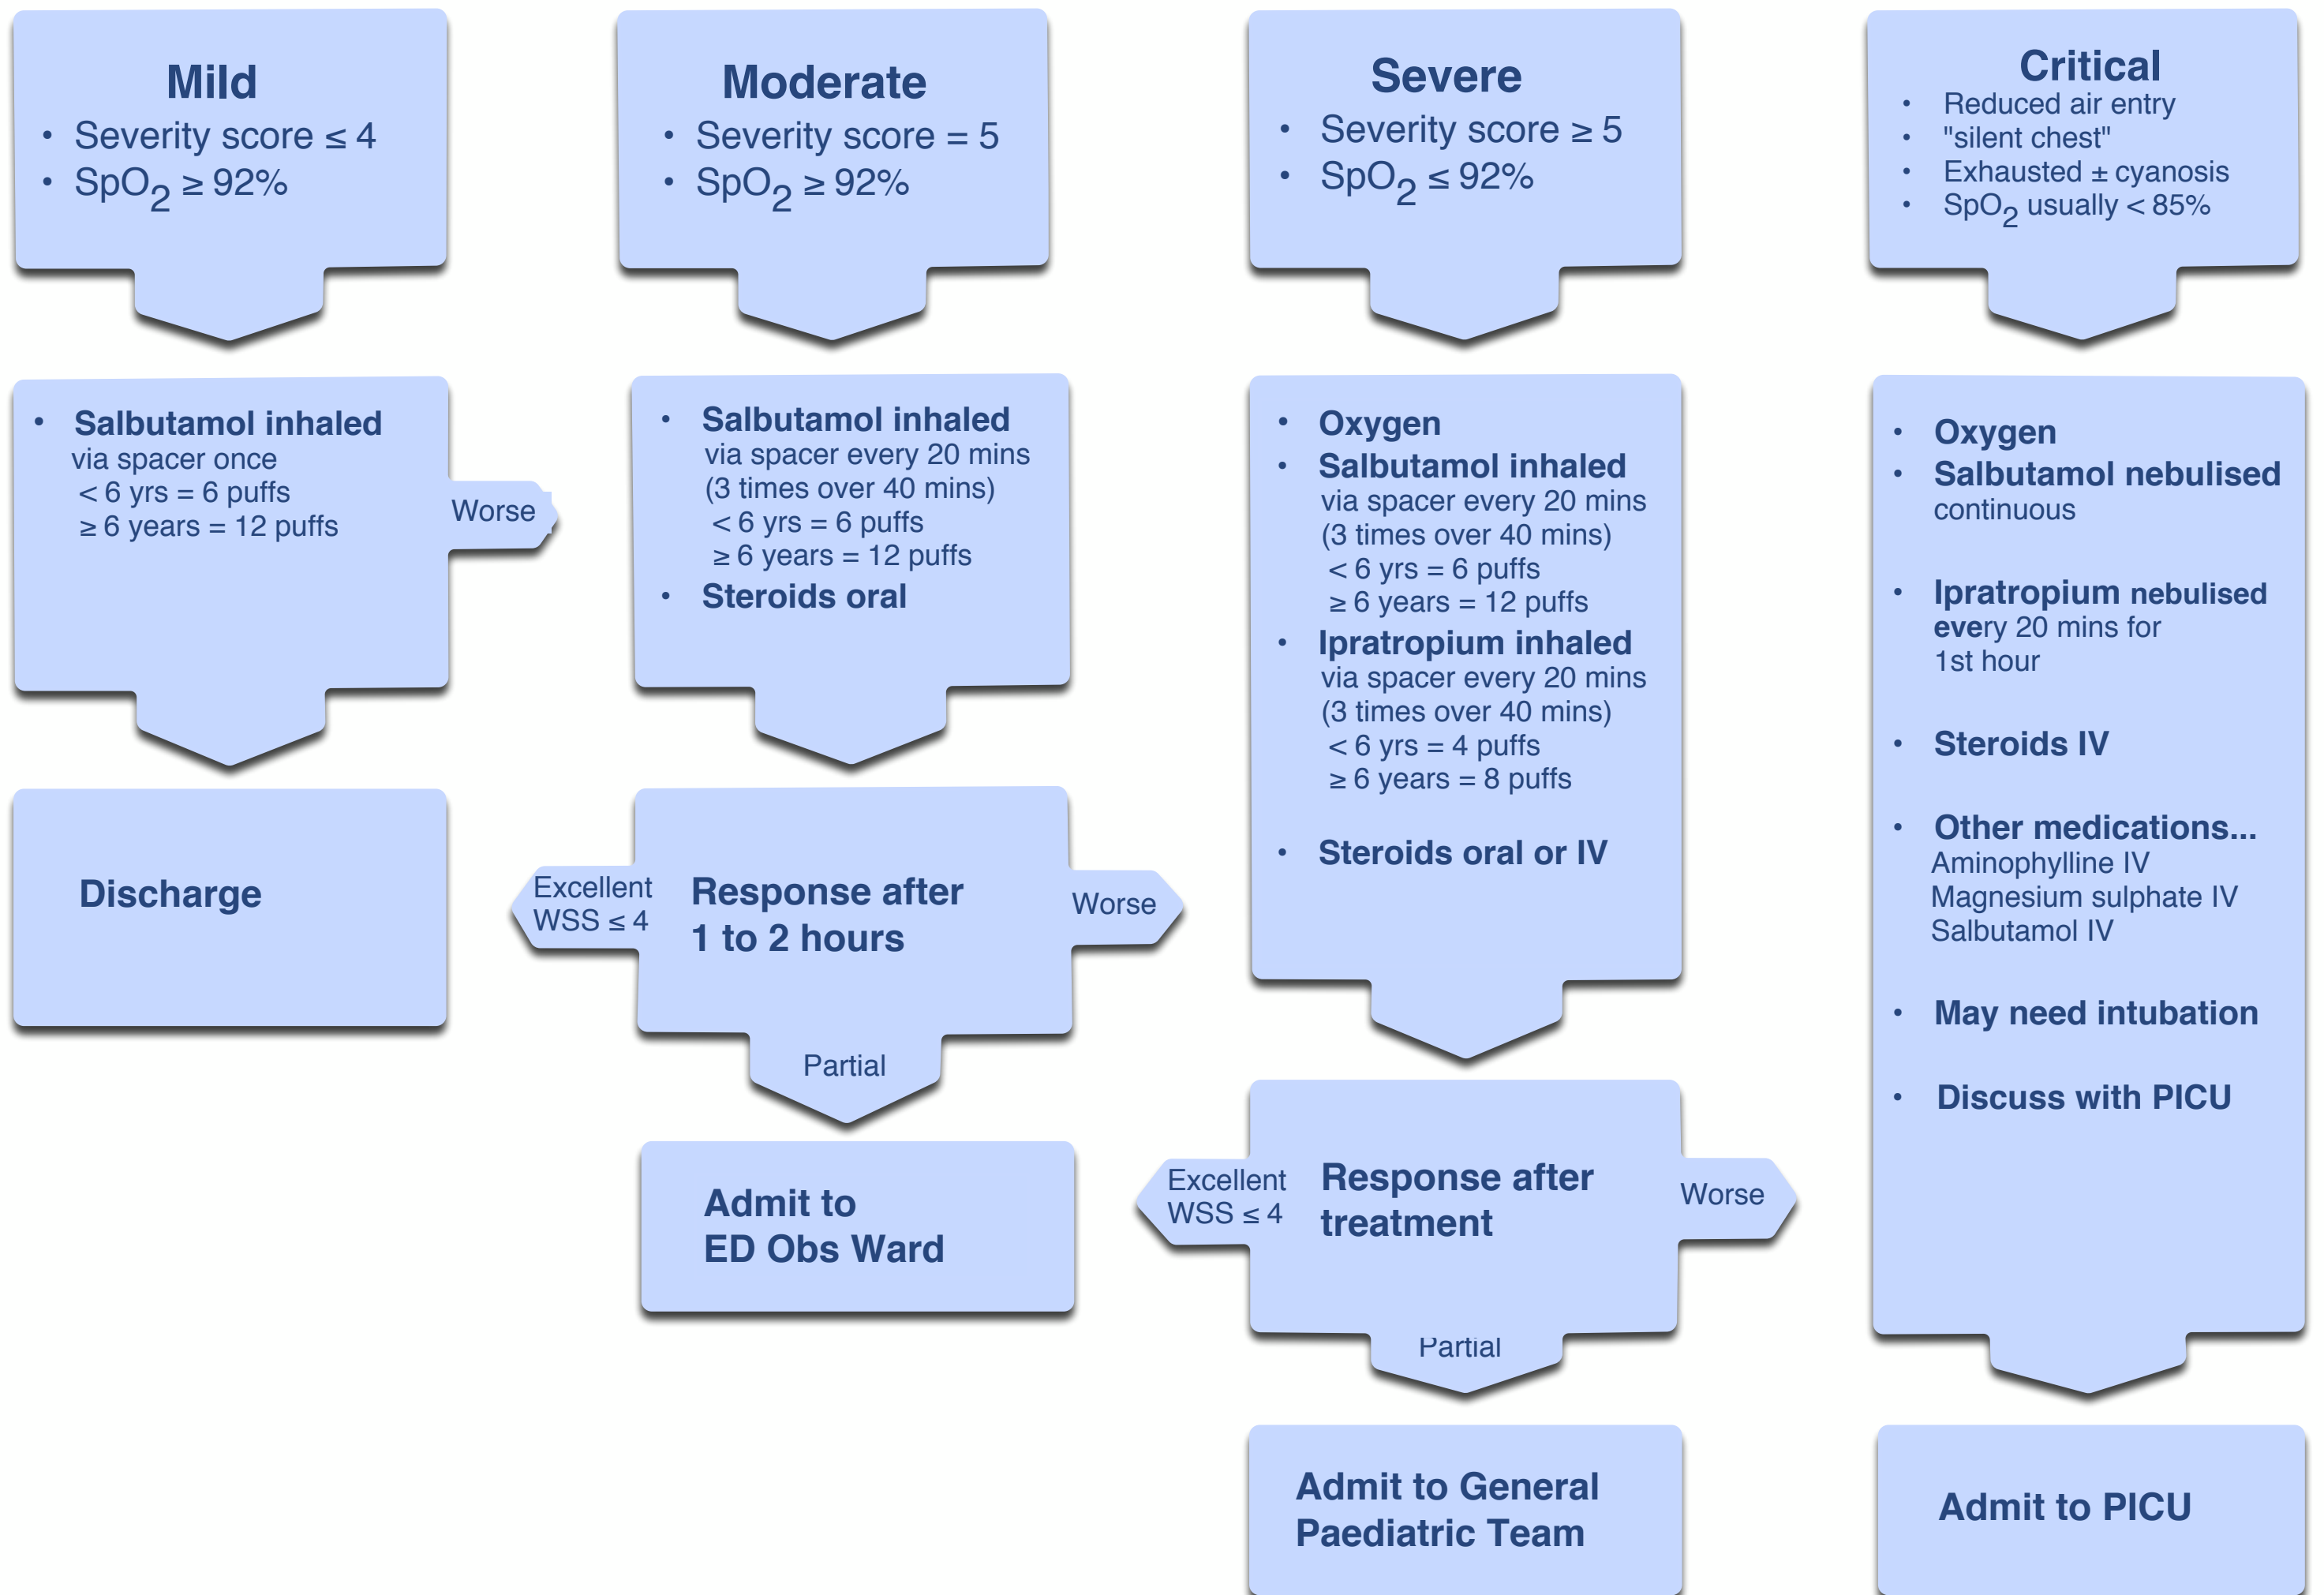 Mild
• Severity score ≤ 4
• SpO2 ≥ 92%
• Salbutamol inhaled
via spacer once
< 6 yrs = 6 puffs
≥ 6 years = 12 puffs
Worse
Discharge
Moderate
• Severity score = 5
• SpO2 ≥ 92%
• Salbutamol inhaled
via spacer every 20 mins
(3 times over 40 mins)
< 6 yrs = 6 puffs
≥ 6 years = 12 puffs
• Steroids oral
Excellent
WSS ≤ 4
Response after
1 to 2 hours
Worse
Partial
Admit to
ED Obs Ward
Severe
• Severity score ≥ 5
• SpO2 ≤ 92%
• Oxygen
• Salbutamol inhaled
via spacer every 20 mins
(3 times over 40 mins)
< 6 yrs = 6 puffs
≥ 6 years = 12 puffs
• Ipratropium inhaled
via spacer every 20 mins
(3 times over 40 mins)
< 6 yrs = 4 puffs
≥ 6 years = 8 puffs
• Steroids oral or IV
Excellent
WSS ≤ 4
Response after
treatment
Worse
Partial
Admit to General
Paediatric Team
Critical
• Reduced air entry
• "silent chest"
• Exhausted ± cyanosis
• SpO2 usually < 85%
• Oxygen
• Salbutamol nebulised
continuous
• Ipratropium nebulised
every 20 mins for
1st hour
• Steroids IV
• Other medications...
Aminophylline IV
Magnesium sulphate IV
Salbutamol IV
• May need intubation
• Discuss with PICU
Admit to PICU